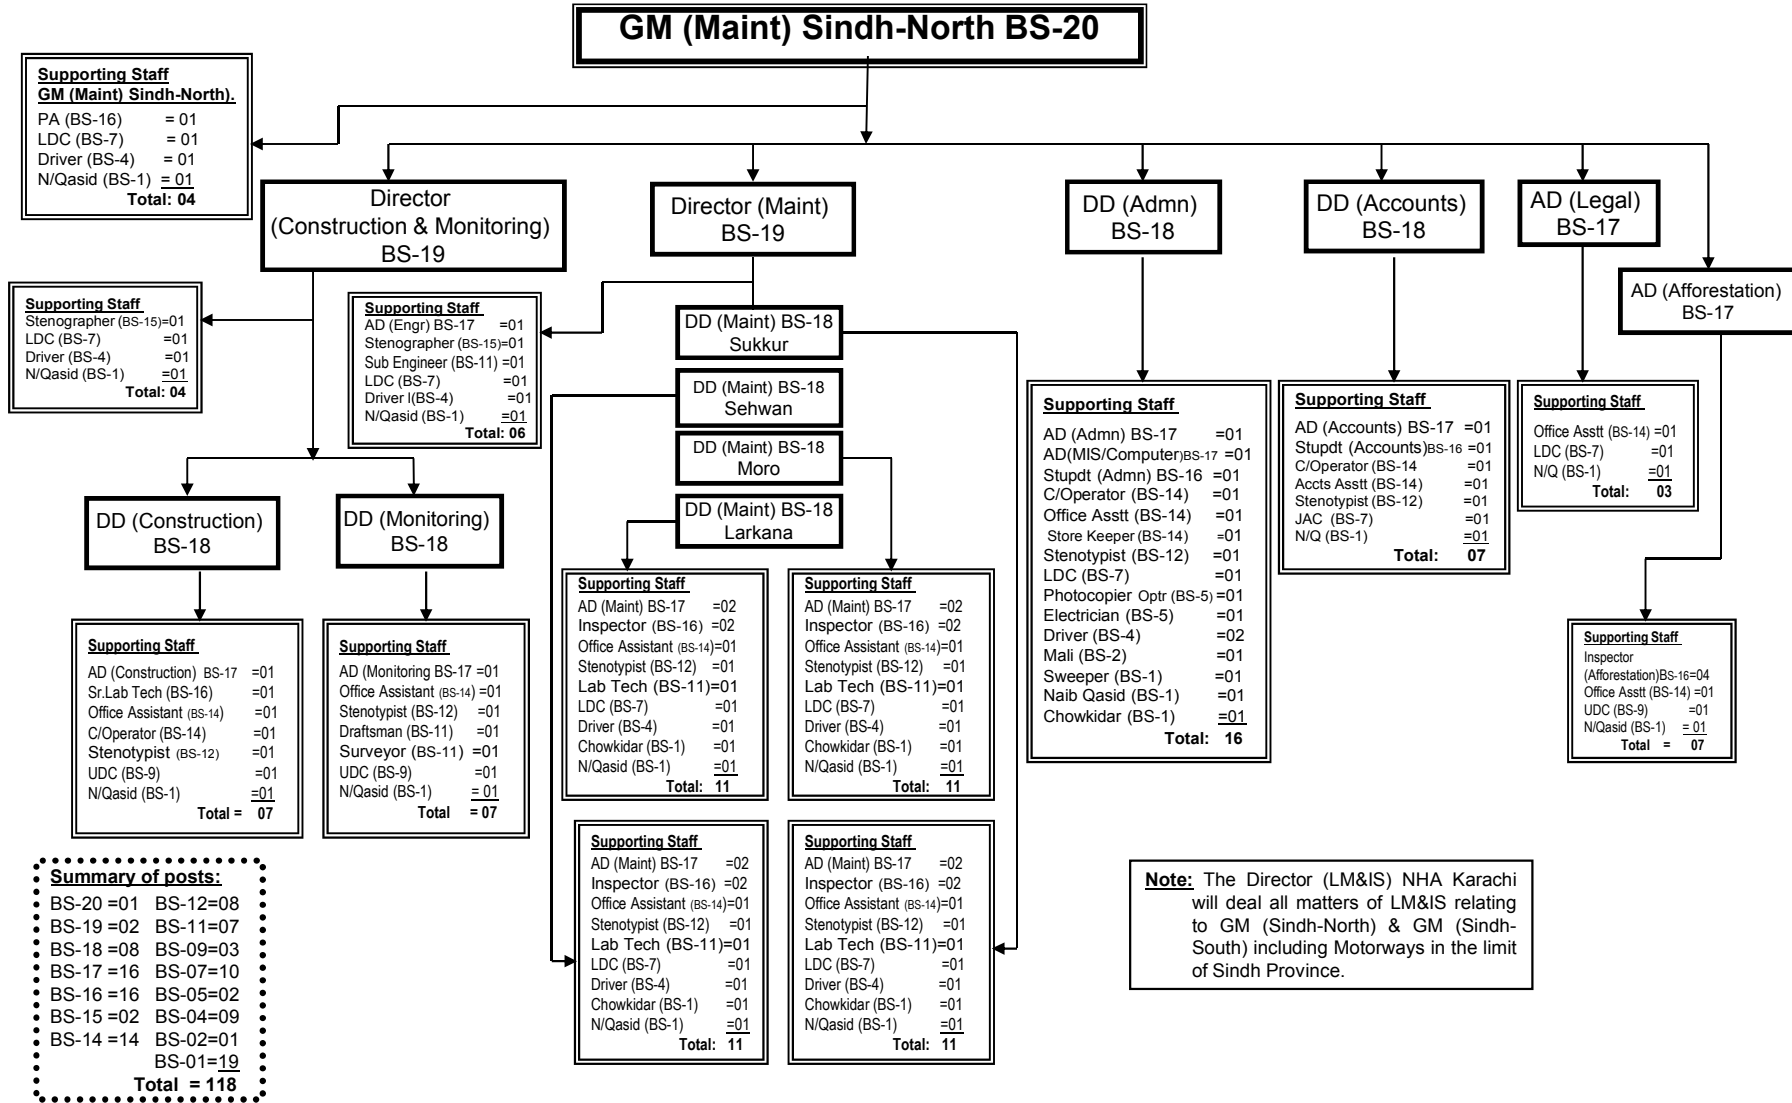 GM (Maint) Sindh-North BS-20
Supporting Staff
GM (Maint) Sindh-North).
PA (BS-16) = 01
LDC (BS-7) = 01
Driver (BS-4) = 01
N/Qasid (BS-1) = 01
Total: 04
Director
(Construction & Monitoring)
BS-19
Director (Maint)
BS-19
DD (Admn)
BS-18
DD (Accounts)
BS-18
AD (Legal)
BS-17
AD (Afforestation)
BS-17
Supporting Staff
Stenographer (BS-15)=01
LDC (BS-7) =01
Driver (BS-4) =01
N/Qasid (BS-1) =01
Total: 04
Supporting Staff
AD (Engr) BS-17 =01
Stenographer (BS-15)=01
Sub Engineer (BS-11) =01
LDC (BS-7) =01
Driver l(BS-4) =01
N/Qasid (BS-1) =01
Total: 06
DD (Maint) BS-18
Sukkur
DD (Maint) BS-18
Sehwan
DD (Maint) BS-18
Moro
DD (Maint) BS-18
Larkana
Supporting Staff
AD (Admn) BS-17 =01
AD(MIS/Computer)BS-17 =01
Stupdt (Admn) BS-16 =01
C/Operator (BS-14) =01
Office Asstt (BS-14) =01
Store Keeper (BS-14) =01
Stenotypist (BS-12) =01
LDC (BS-7) =01
Photocopier Optr (BS-5) =01
Electrician (BS-5) =01
Driver (BS-4) =02
Mali (BS-2) =01
Sweeper (BS-1) =01
Naib Qasid (BS-1) =01
Chowkidar (BS-1) =01
Total: 16
Supporting Staff
AD (Accounts) BS-17 =01
Stupdt (Accounts)BS-16 =01
C/Operator (BS-14 =01
Accts Asstt (BS-14) =01
Stenotypist (BS-12) =01
JAC (BS-7) =01
N/Q (BS-1) =01
Total: 07
Supporting Staff
Office Asstt (BS-14) =01
LDC (BS-7) =01
N/Q (BS-1) =01
Total: 03
DD (Construction)
BS-18
DD (Monitoring)
BS-18
Supporting Staff
AD (Construction) BS-17 =01
Sr.Lab Tech (BS-16) =01
Office Assistant (BS-14) =01
C/Operator (BS-14) =01
Stenotypist (BS-12) =01
UDC (BS-9) =01
N/Qasid (BS-1) =01
Total = 07
Supporting Staff
AD (Monitoring BS-17 =01
Office Assistant (BS-14) =01
Stenotypist (BS-12) =01
Draftsman (BS-11) =01
Surveyor (BS-11) =01
UDC (BS-9) =01
N/Qasid (BS-1) = 01
Total = 07
Supporting Staff
AD (Maint) BS-17 =02
Inspector (BS-16) =02
Office Assistant (BS-14)=01
Stenotypist (BS-12) =01
Lab Tech (BS-11)=01
LDC (BS-7) =01
Driver (BS-4) =01
Chowkidar (BS-1) =01
N/Qasid (BS-1) =01
Total: 11
Supporting Staff
AD (Maint) BS-17 =02
Inspector (BS-16) =02
Office Assistant (BS-14)=01
Stenotypist (BS-12) =01
Lab Tech (BS-11)=01
LDC (BS-7) =01
Driver (BS-4) =01
Chowkidar (BS-1) =01
N/Qasid (BS-1) =01
Total: 11
Supporting Staff
Inspector
(Afforestation)BS-16=04
Office Asstt (BS-14) =01
UDC (BS-9) =01
N/Qasid (BS-1) = 01
Total = 07
Supporting Staff
AD (Maint) BS-17 =02
Inspector (BS-16) =02
Office Assistant (BS-14)=01
Stenotypist (BS-12) =01
Lab Tech (BS-11)=01
LDC (BS-7) =01
Driver (BS-4) =01
Chowkidar (BS-1) =01
N/Qasid (BS-1) =01
Total: 11
Supporting Staff
AD (Maint) BS-17 =02
Inspector (BS-16) =02
Office Assistant (BS-14)=01
Stenotypist (BS-12) =01
Lab Tech (BS-11)=01
LDC (BS-7) =01
Driver (BS-4) =01
Chowkidar (BS-1) =01
N/Qasid (BS-1) =01
Total: 11
Summary of posts:
BS-20 =01 BS-12=08
BS-19 =02 BS-11=07
BS-18 =08 BS-09=03
BS-17 =16 BS-07=10
BS-16 =16 BS-05=02
BS-15 =02 BS-04=09
BS-14 =14 BS-02=01
BS-01=19
Total = 118
Note: The Director (LM&IS) NHA Karachi
will deal all matters of LM&IS relating
to GM (Sindh-North) & GM (Sindh-
South) including Motorways in the limit
of Sindh Province.